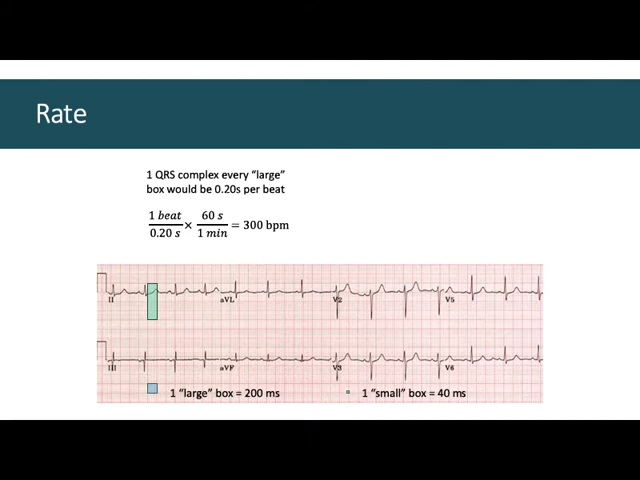 Rate
1 QRS complex every “large”
box would be 0.20s per beat
1 beat / 0.20 s × 60 s / 1 min = 300 bpm
II aVL V2 V5
III aVF V3 V6
1 “large” box = 200 ms 1 “small” box = 40 ms